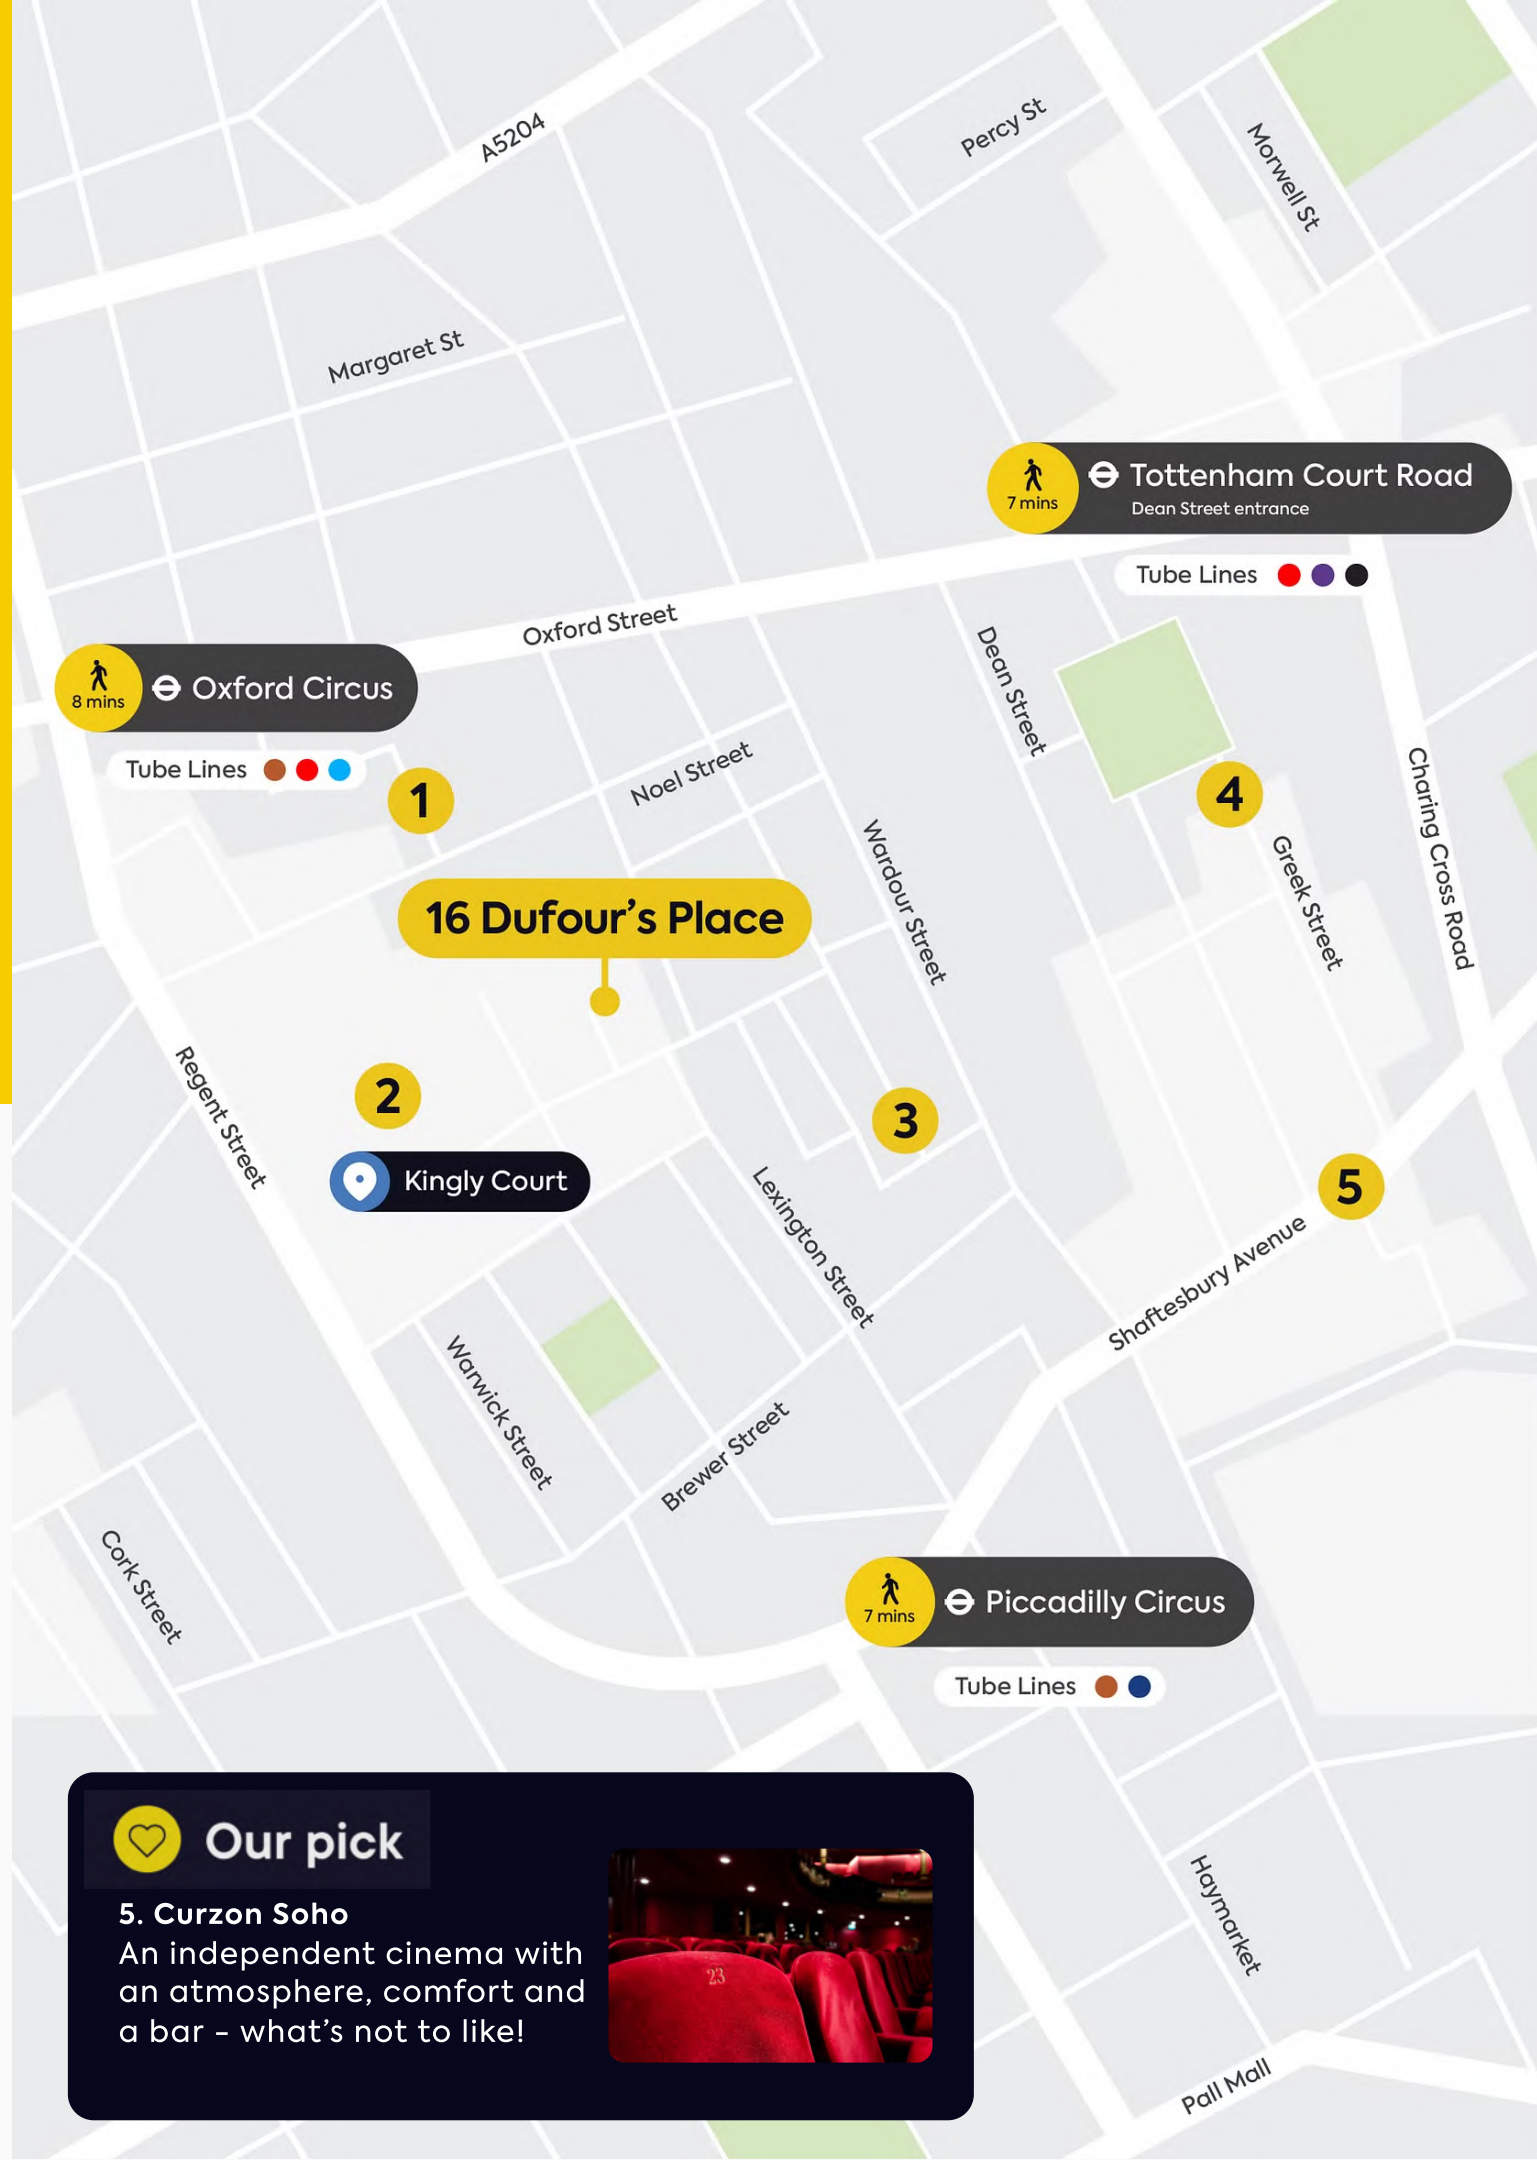 A5204
Percy St
Morwell St
Margaret St
7 mins
Tottenham Court Road
Dean Street entrance
Tube Lines
Oxford Street
Dean Street
8 mins
Oxford Circus
Tube Lines
1
Noel Street
4
Charing Cross Road
Wardour Street
Greek Street
16 Dufour’s Place
Regent Street
2
3
Kingly Court
5
Lexington Street
Shaftesbury Avenue
Warwick Street
Brewer Street
Cork Street
7 mins
Piccadilly Circus
Tube Lines
Our pick
5. Curzon Soho
An independent cinema with
an atmosphere, comfort and
a bar - what’s not to like!
23
Haymarket
Pall Mall